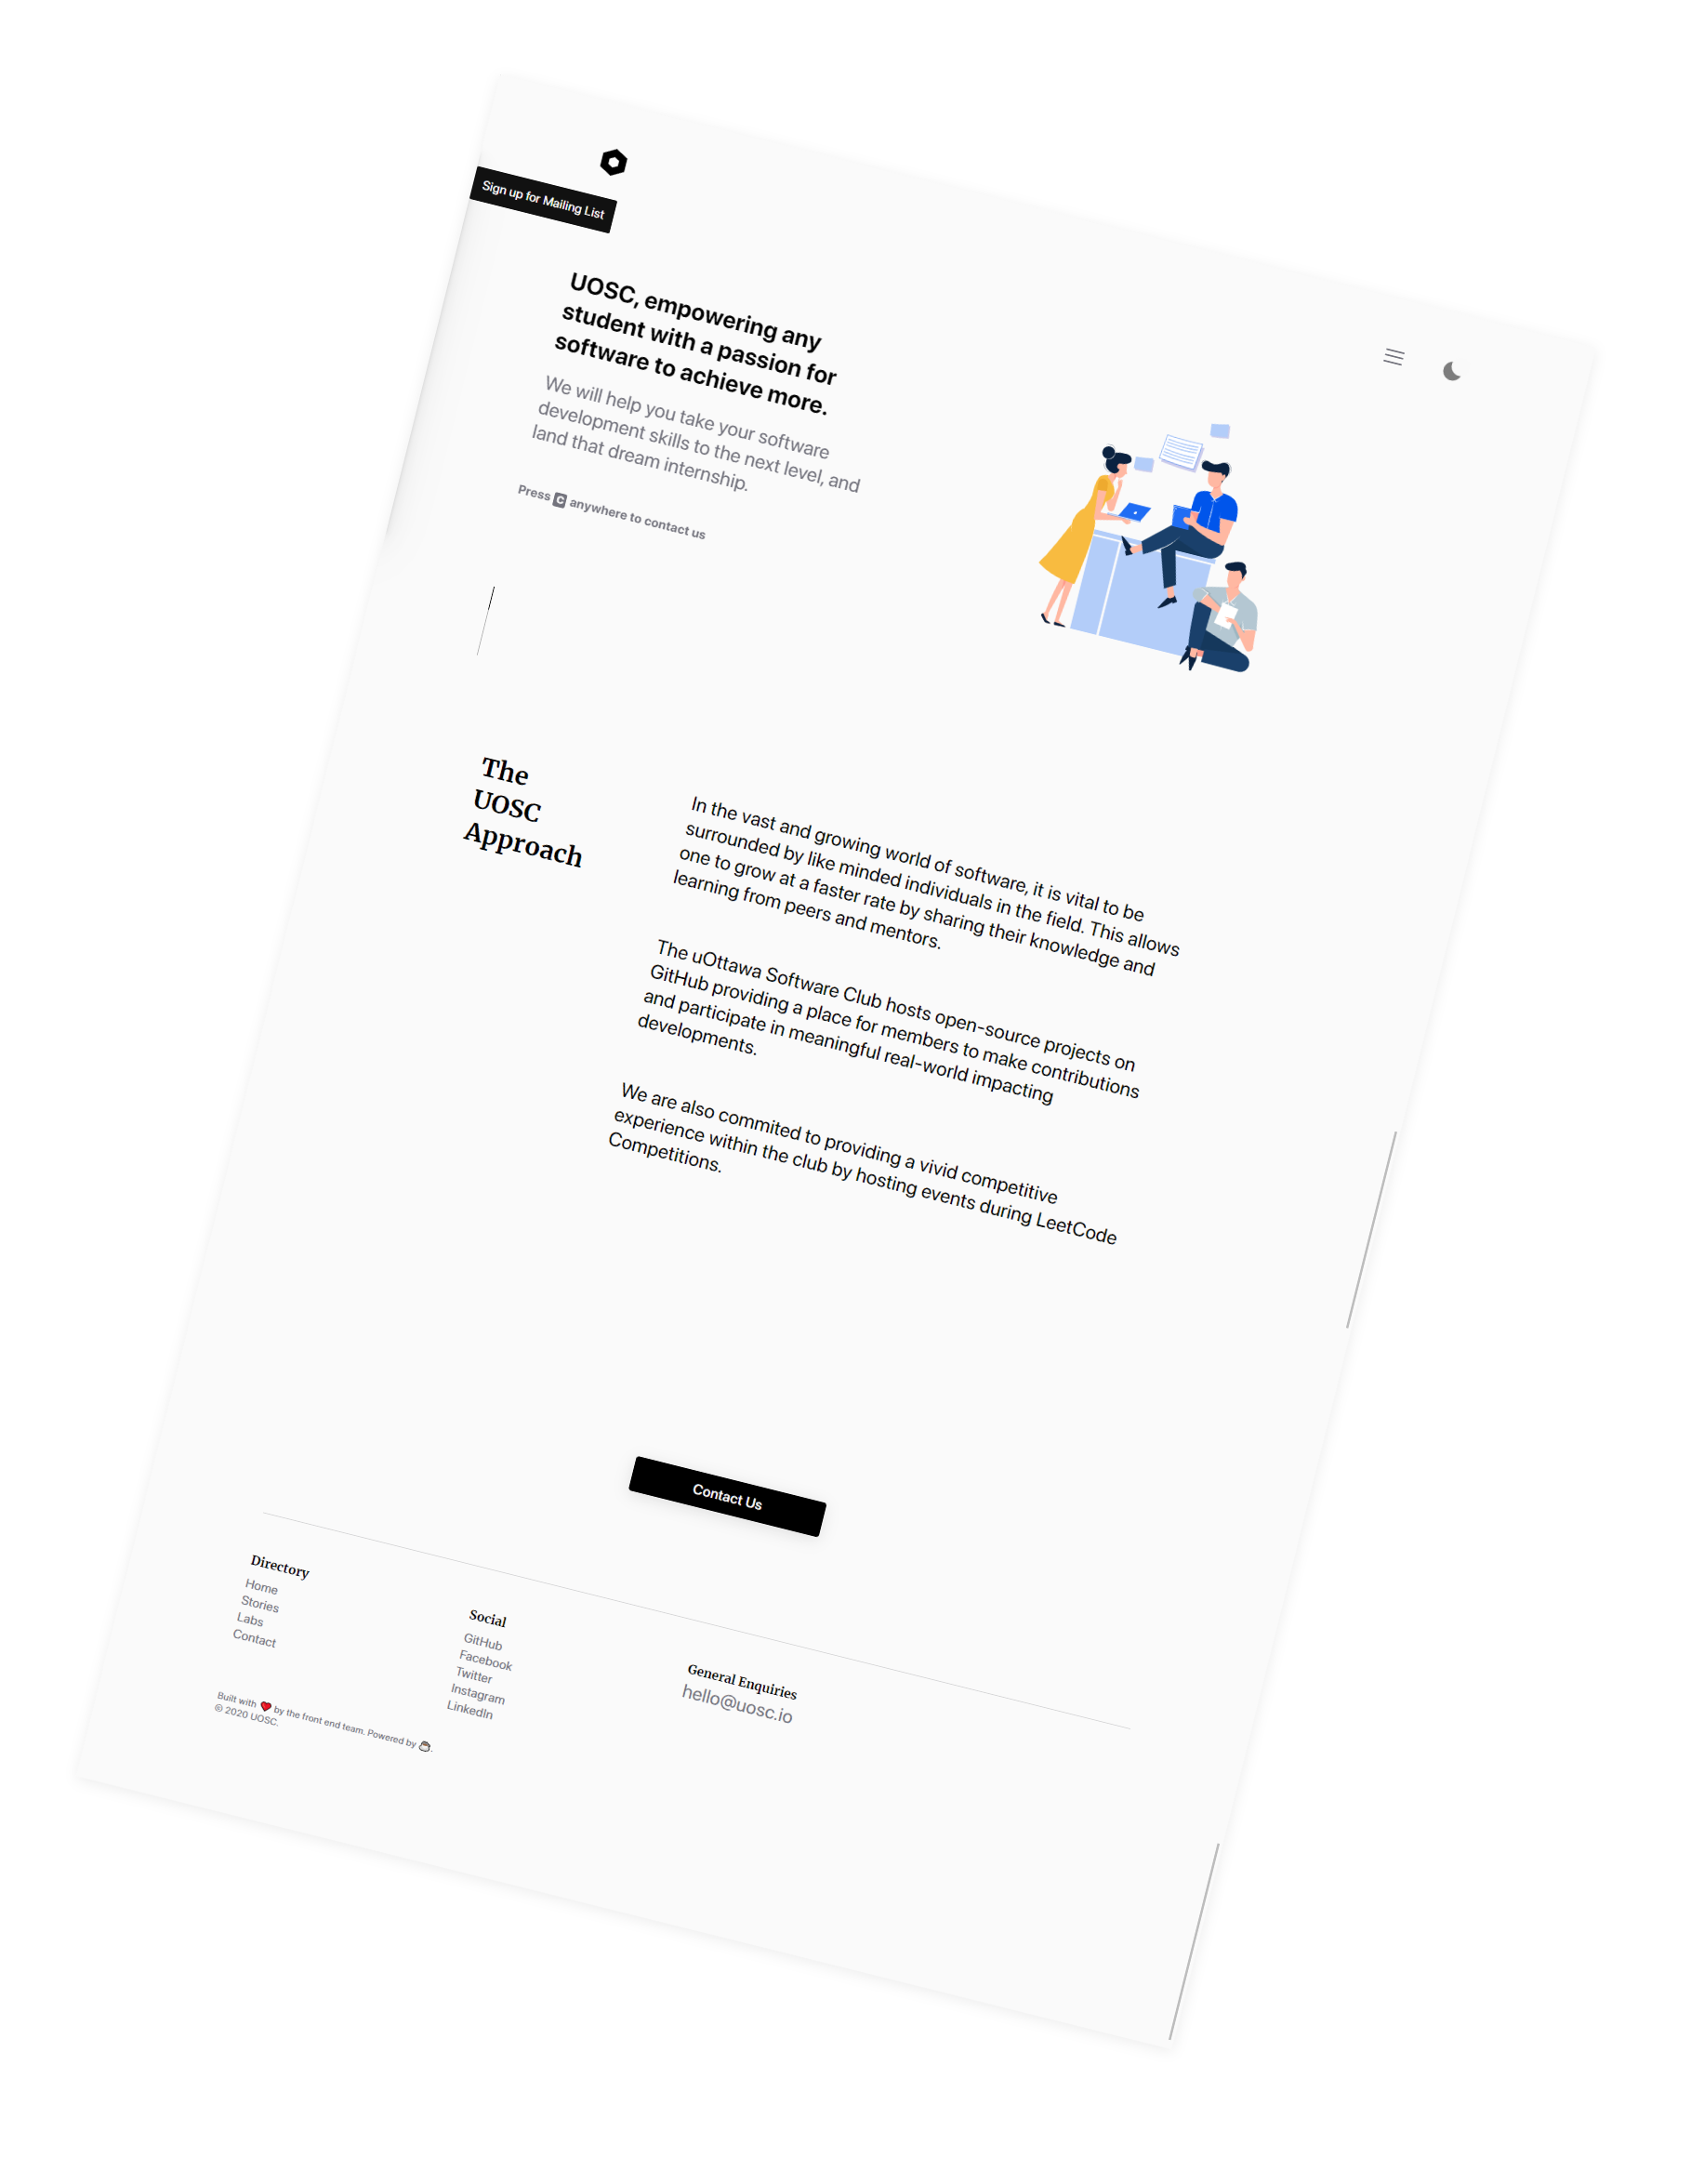 Sign up for Mailing List
UOSC, empowering any
student with a passion for
software to achieve more.
We will help you take your software
development skills to the next level, and
land that dream internship.
Press C anywhere to contact us
The
UOSC
Approach
In the vast and growing world of software, it is vital to be
surrounded by like minded individuals in the field. This allows
one to grow at a faster rate by sharing their knowledge and
learning from peers and mentors.
The uOttawa Software Club hosts open-source projects on
GitHub providing a place for members to make contributions
and participate in meaningful real-world impacting
developments.
We are also commited to providing a vivid competitive
experience within the club by hosting events during LeetCode
Competitions.
Contact Us
Directory
Home
Stories
Labs
Contact
Social
GitHub
Facebook
Twitter
Instagram
LinkedIn
General Enquiries
hello@uosc.io
Built with ❤️ by the front end team. Powered by .
© 2020 UOSC.